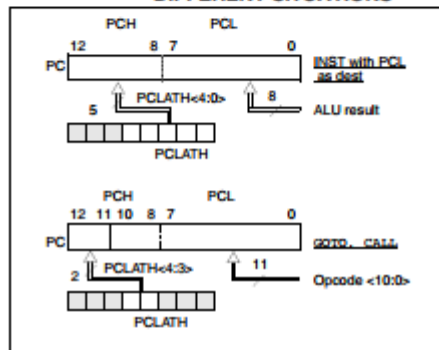 DIFFERENT SITUATIONS
PCH PCL
12 8 7 0
PC
INST with PCL
as dest
PCLATH<4:0>
5
8
ALU result
PCLATH
PCH PCL
12 11 10 8 7 0
PC
GOTO, CALL
PCLATH<4:3>
2
11
Opcode <10:0>
PCLATH